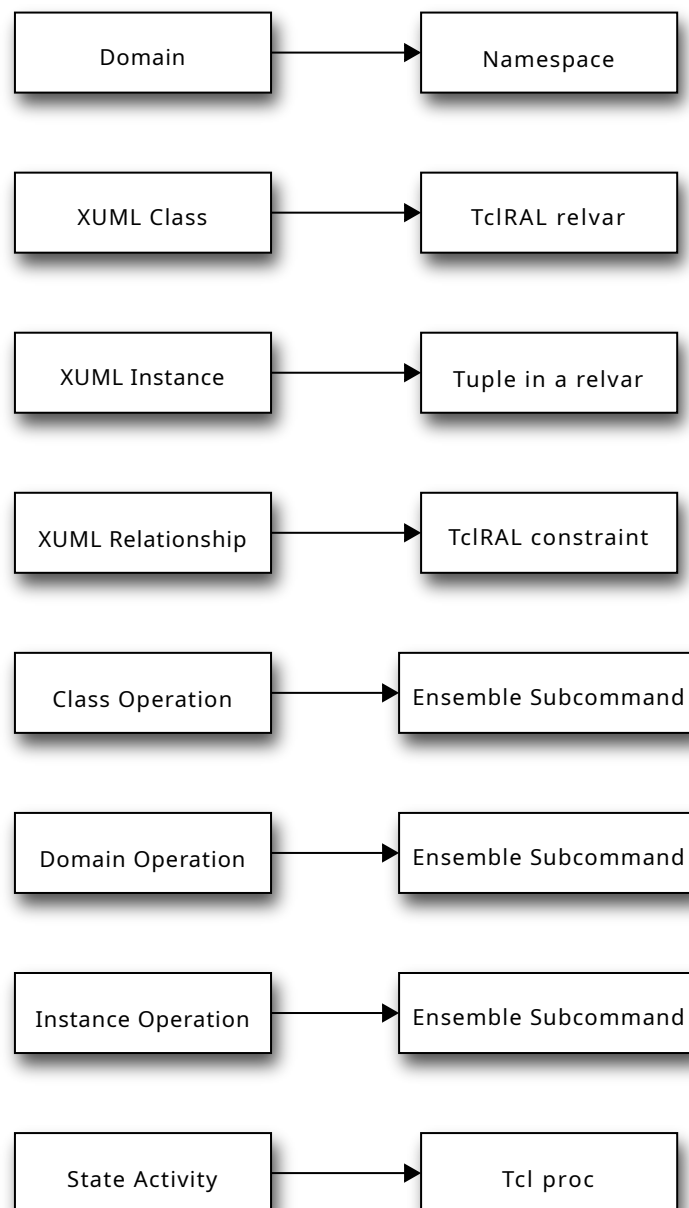 Domain
Namespace
XUML Class
TclRAL relvar
XUML Instance
Tuple in a relvar
XUML Relationship
TclRAL constraint
Class Operation
Ensemble Subcommand
Domain Operation
Ensemble Subcommand
Instance Operation
Ensemble Subcommand
State Activity
Tcl proc